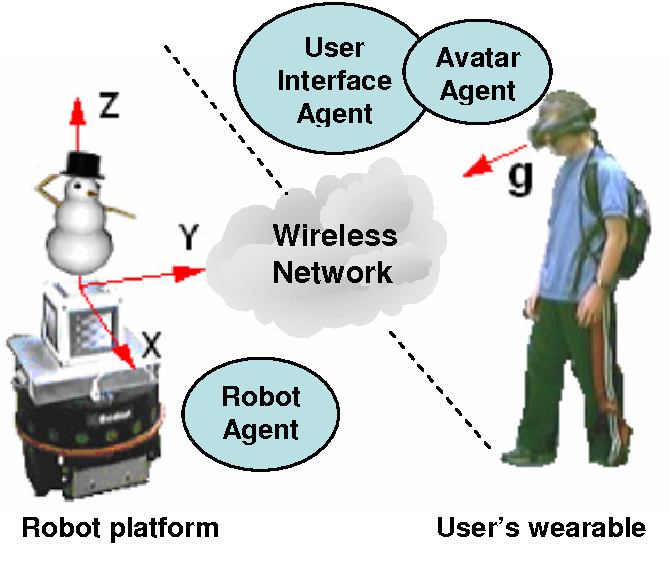 User
Interface
Agent
Avatar
Agent
Z
g
Y
Wireless
Network
X
Robot
Agent
Robot platform
User's wearable